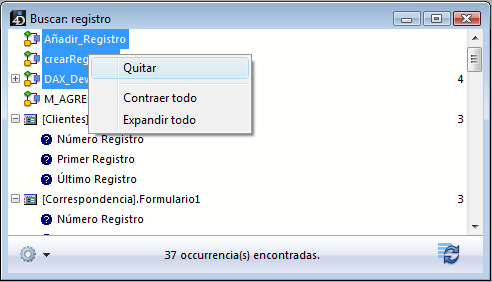 Buscar: registro
Añadir_Registro
crearReg
Quitar
DAX_Dev 4
Contraer todo
M_AGRE
Expandir todo
[Clientes] 3
Número Registro
Primer Registro
Último Registro
[Correspondencia].Formulario1 3
Número Registro
37 occurrencia(s) encontradas.